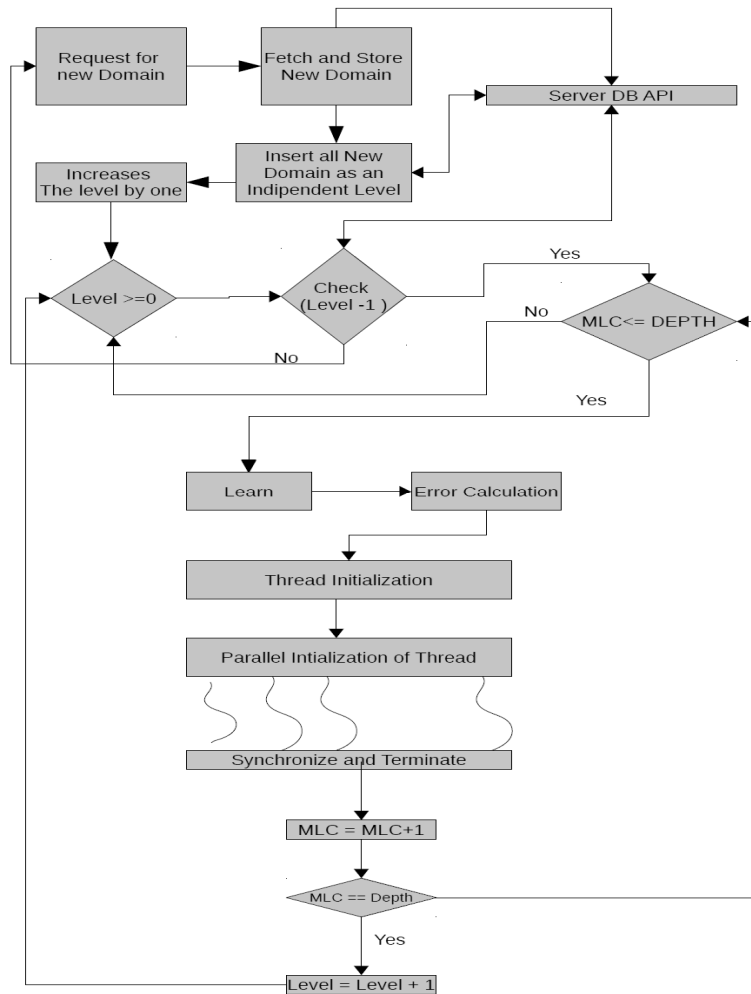 Request for
new Domain
Fetch and Store
New Domain
Server DB API
Insert all New
Domain as an
Indipendent Level
Increases
The level by one
Level >=0
Check
(Level -1 )
Yes
MLC<= DEPTH
No
No
Yes
Learn
Error Calculation
Thread Initialization
Parallel Intialization of Thread
Synchronize and Terminate
MLC = MLC+1
MLC == Depth
Yes
Level = Level + 1